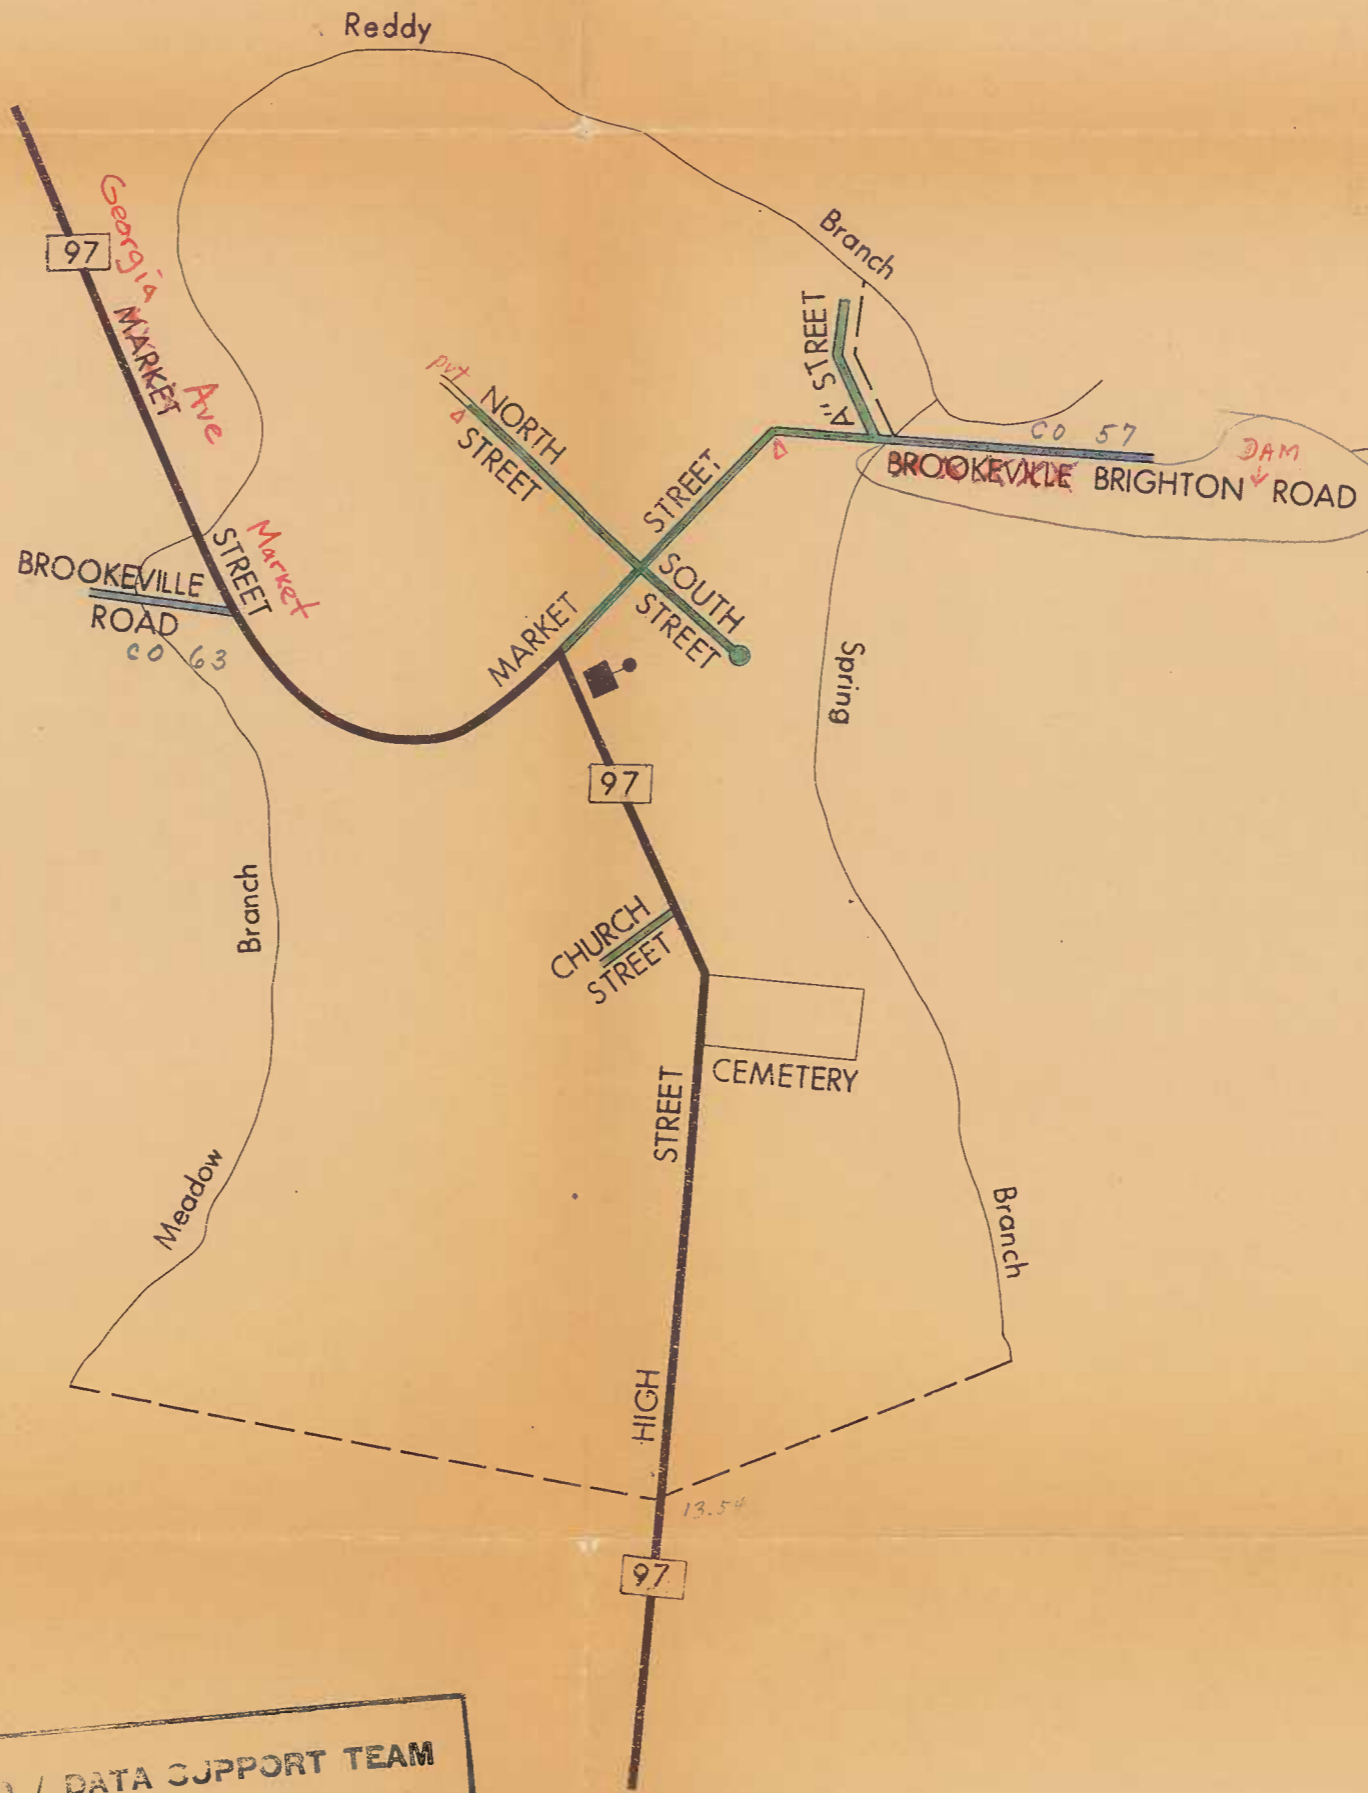 Reddy
Georgia
97
MARKET
Ave
Branch
"A" STREET
pvt
NORTH
STREET
STREET
CO 57
BROOKEVILLE BRIGHTON ROAD
DAM
STREET
Market
BROOKEVILLE
ROAD
CO 63
SOUTH
STREET
MARKET
Spring
97
Branch
CHURCH
STREET
CEMETERY
STREET
Meadow
Branch
HIGH
13.54
97
/ DATA SUPPORT TEAM